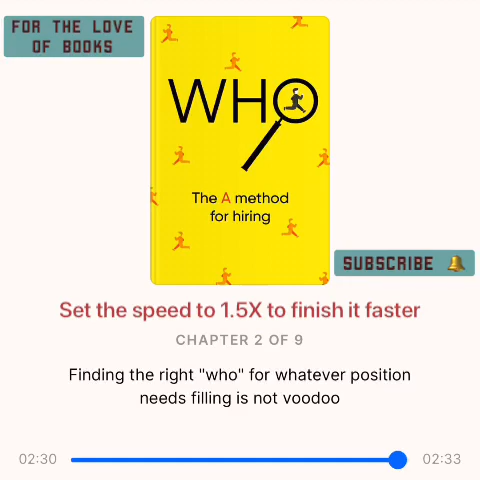 FOR THE LOVE
OF BOOKS
WHO
The A method
for hiring
SUBSCRIBE
Set the speed to 1.5X to finish it faster
CHAPTER 2 OF 9
Finding the right "who" for whatever position
needs filling is not voodoo
02:30
02:33